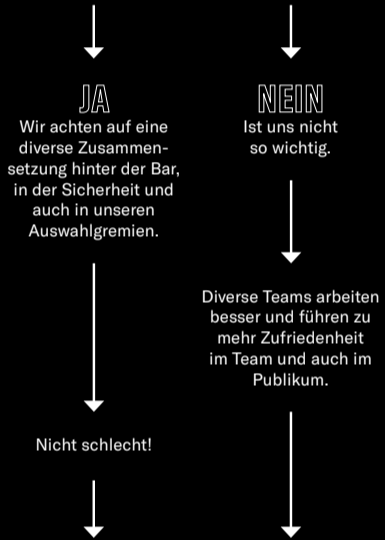 JA
Wir achten auf eine
diverse Zusammen-
setzung hinter der Bar,
in der Sicherheit und
auch in unseren
Auswahlgremien.
Nicht schlecht!
NEIN
Ist uns nicht
so wichtig.
Diverse Teams arbeiten
besser und führen zu
mehr Zufriedenheit
im Team und auch im
Publikum.